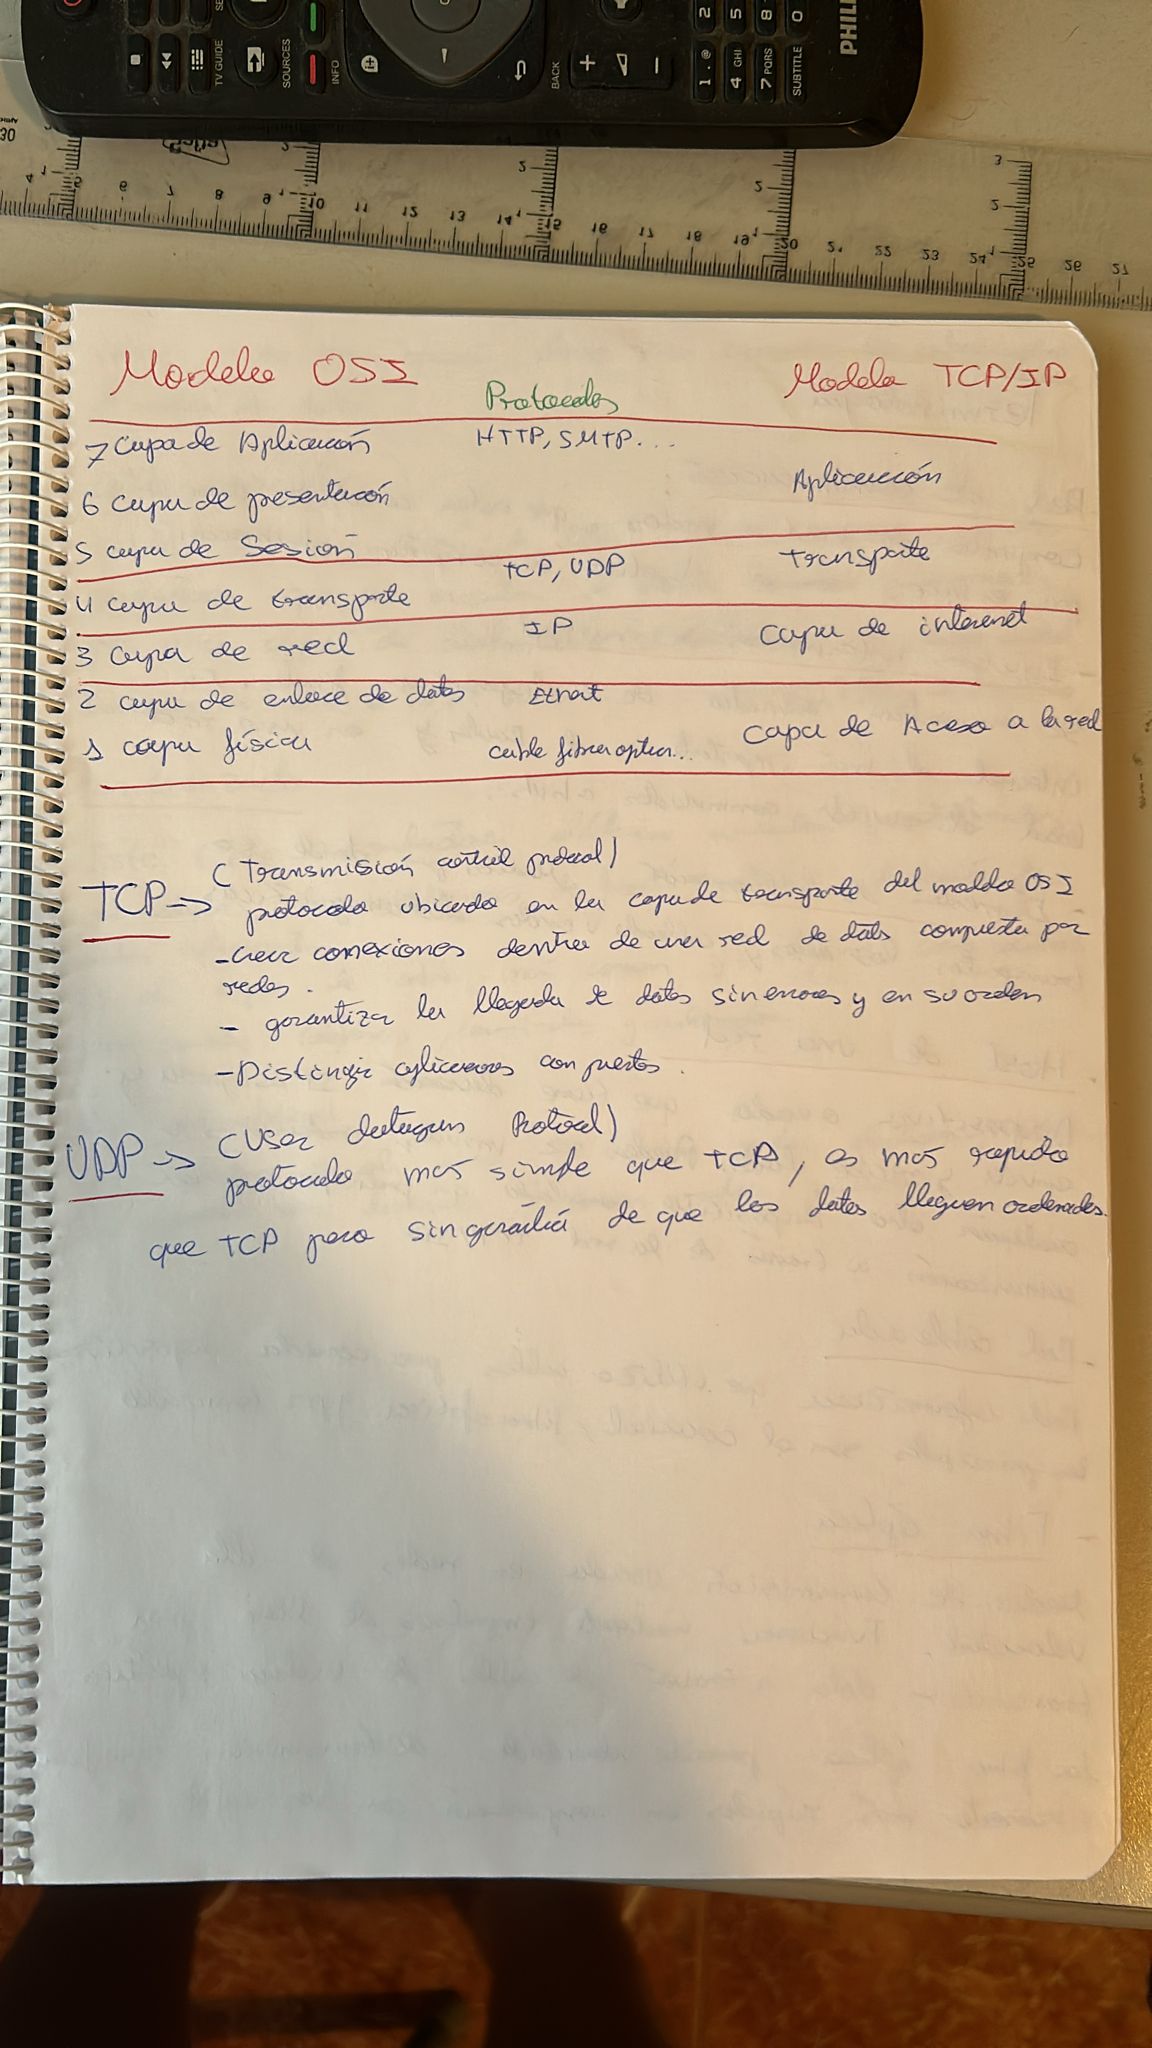 TV GUIDE
SOURCES
INFO
BACK
1 . @
2
4 GHI
5
7 PQRS
8
SUBTITLE
0
PHILI
Modelo OSI Protocolos Modelo TCP/IP
7 Capa de Aplicación HTTP, SMTP...
6 capa de presentación Aplicación
5 capa de Sesión
4 capa de transporte TCP, UDP Transporte
3 capa de red IP Capa de internet
2 capa de enlace de datos
1 capa física cable fibra optica... Capa de Acceso a la red
TCP → (Transmisión control protocol)
protocolo ubicado en la capa de transporte del modelo OSI
- crear conexiones dentro de una red de datos compuesta por
redes.
- garantiza la llegada de datos sin errores y en su orden
- Distingir aplicaciones con puertos.
UDP → (User datagram Protocol)
protocolo mas simple que TCP, es mas rapido
que TCP pero sin garantia de que los datos lleguen ordenados.